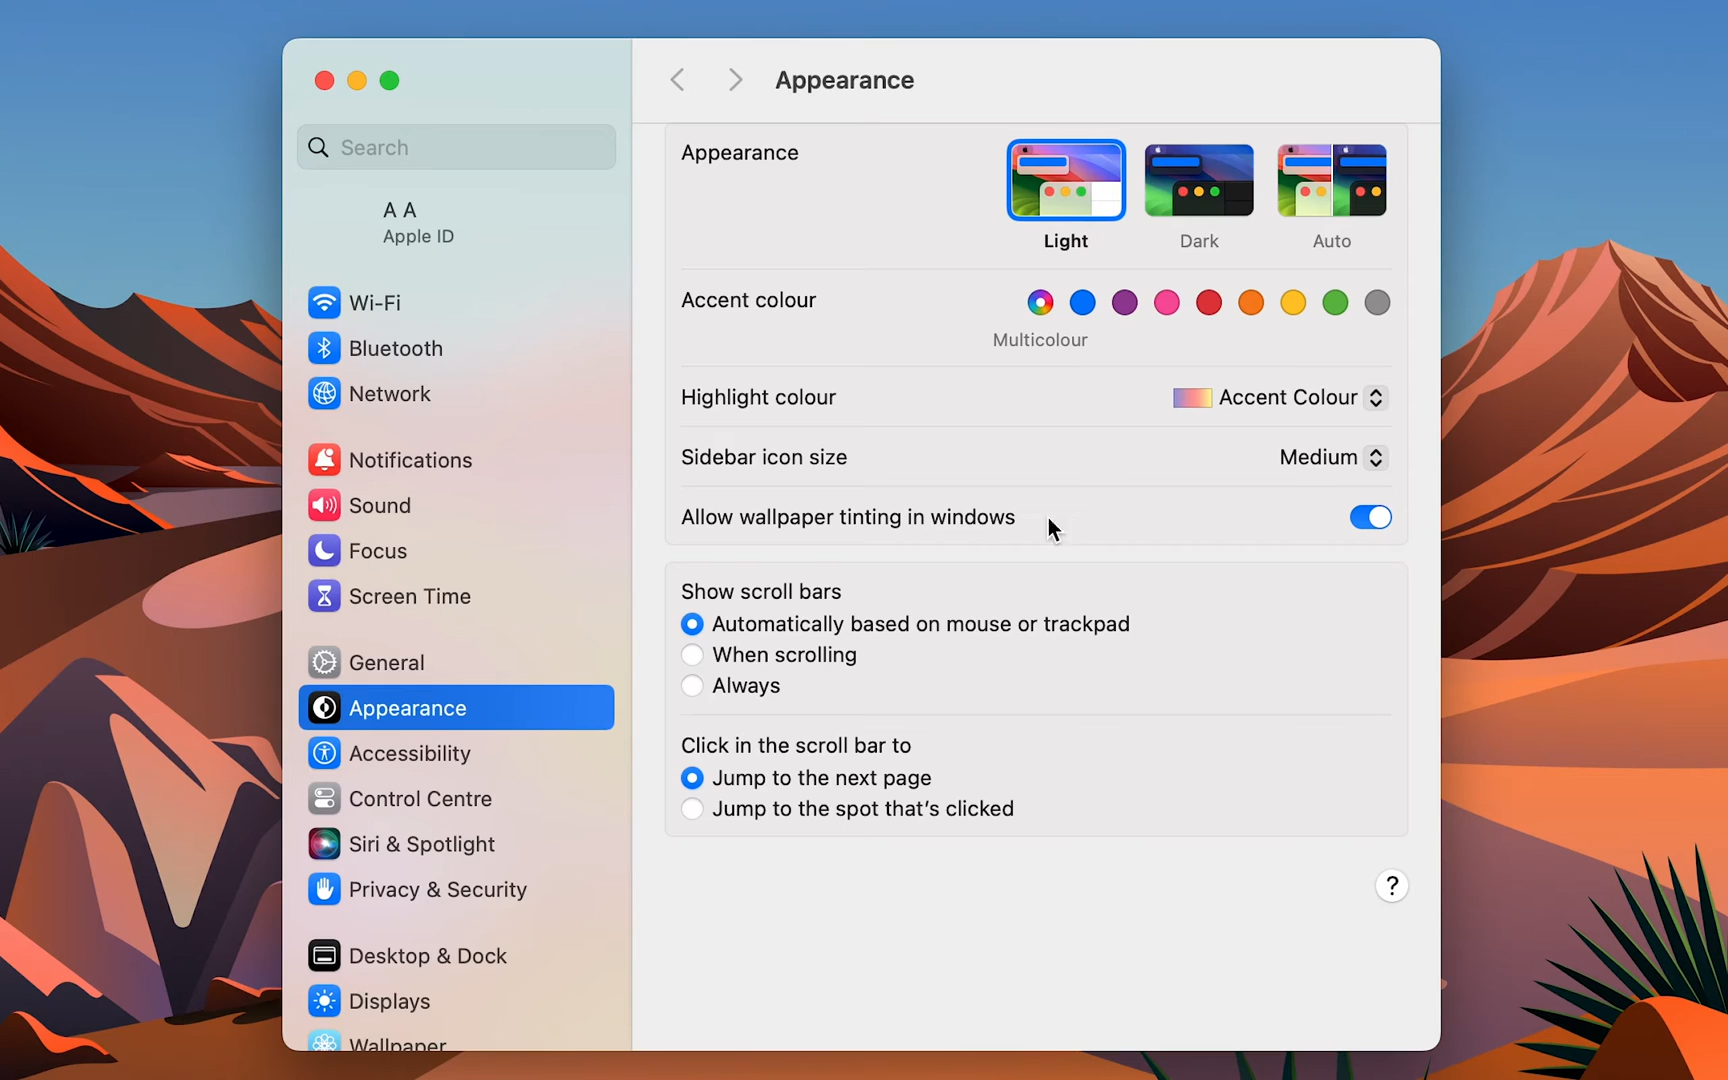 Search
A A
Apple ID
Wi-Fi
Bluetooth
Network
Notifications
Sound
Focus
Screen Time
General
Appearance
Accessibility
Control Centre
Siri & Spotlight
Privacy & Security
Desktop & Dock
Displays
Wallpaper
Appearance
Appearance
Light
Dark
Auto
Accent colour
Multicolour
Highlight colour
Accent Colour
Sidebar icon size
Medium
Allow wallpaper tinting in windows
Show scroll bars
Automatically based on mouse or trackpad
When scrolling
Always
Click in the scroll bar to
Jump to the next page
Jump to the spot that’s clicked
?